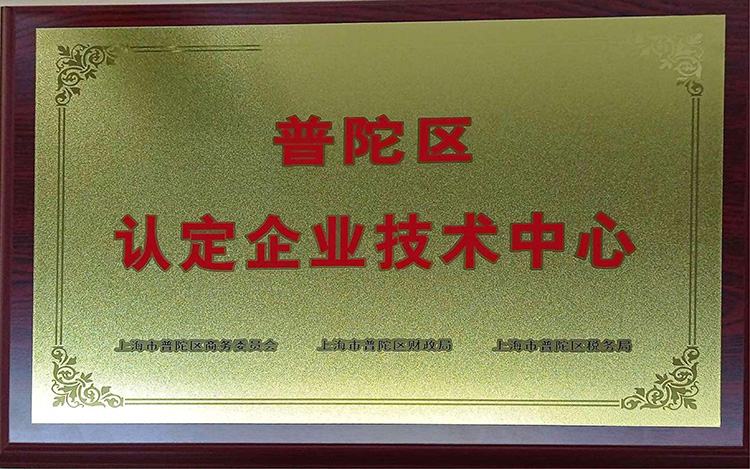 普陀区
认定企业技术中心
上海市普陀区商务委员会 上海市普陀区财政局 上海市普陀区税务局